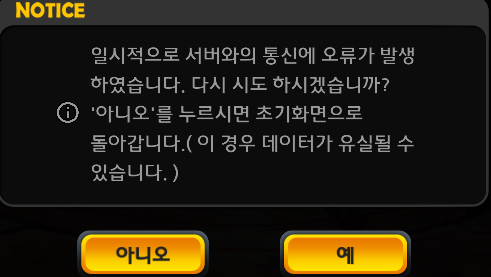 NOTICE
일시적으로 서버와의 통신에 오류가 발생
하였습니다. 다시 시도 하시겠습니까?
'아니오'를 누르시면 초기화면으로
돌아갑니다.( 이 경우 데이터가 유실될 수
있습니다. )
아니오
예